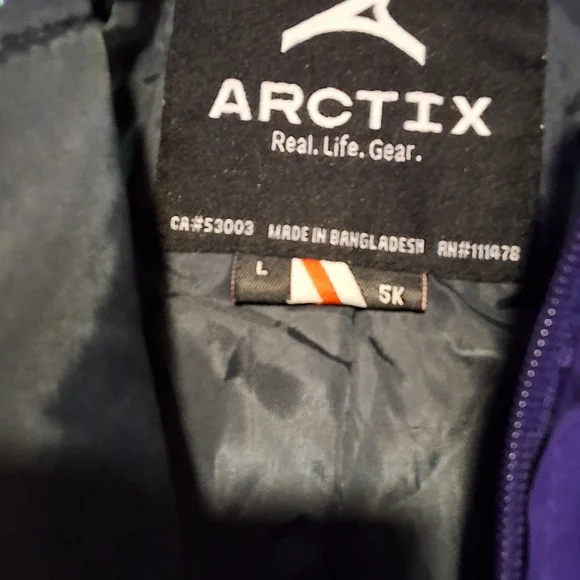 ARCTIX
Real. Life. Gear.
CA#53003 MADE IN BANGLADESH RN#111478
L 5K